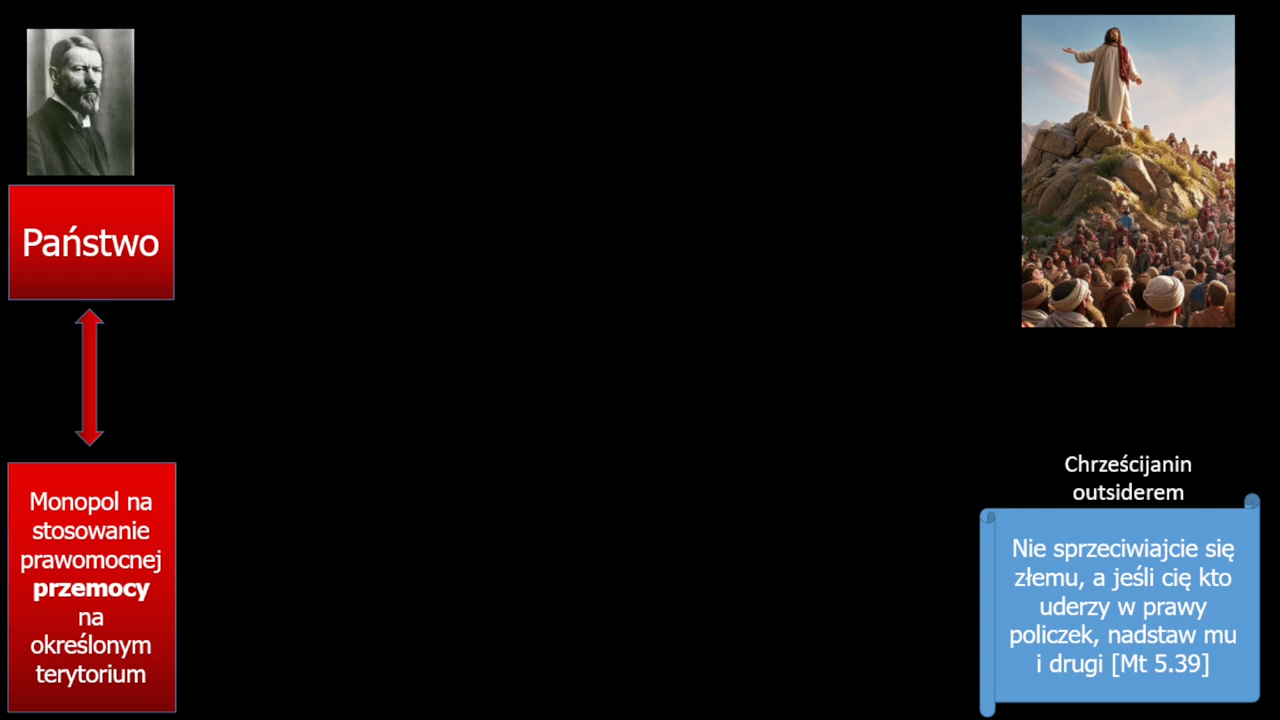 Państwo
Monopol na
stosowanie
prawomocnej
przemocy
na
określonym
terytorium
Chrześcijanin
outsiderem
Nie sprzeciwiajcie się
złemu, a jeśli cię kto
uderzy w prawy
policzek, nadstaw mu
i drugi [Mt 5.39]